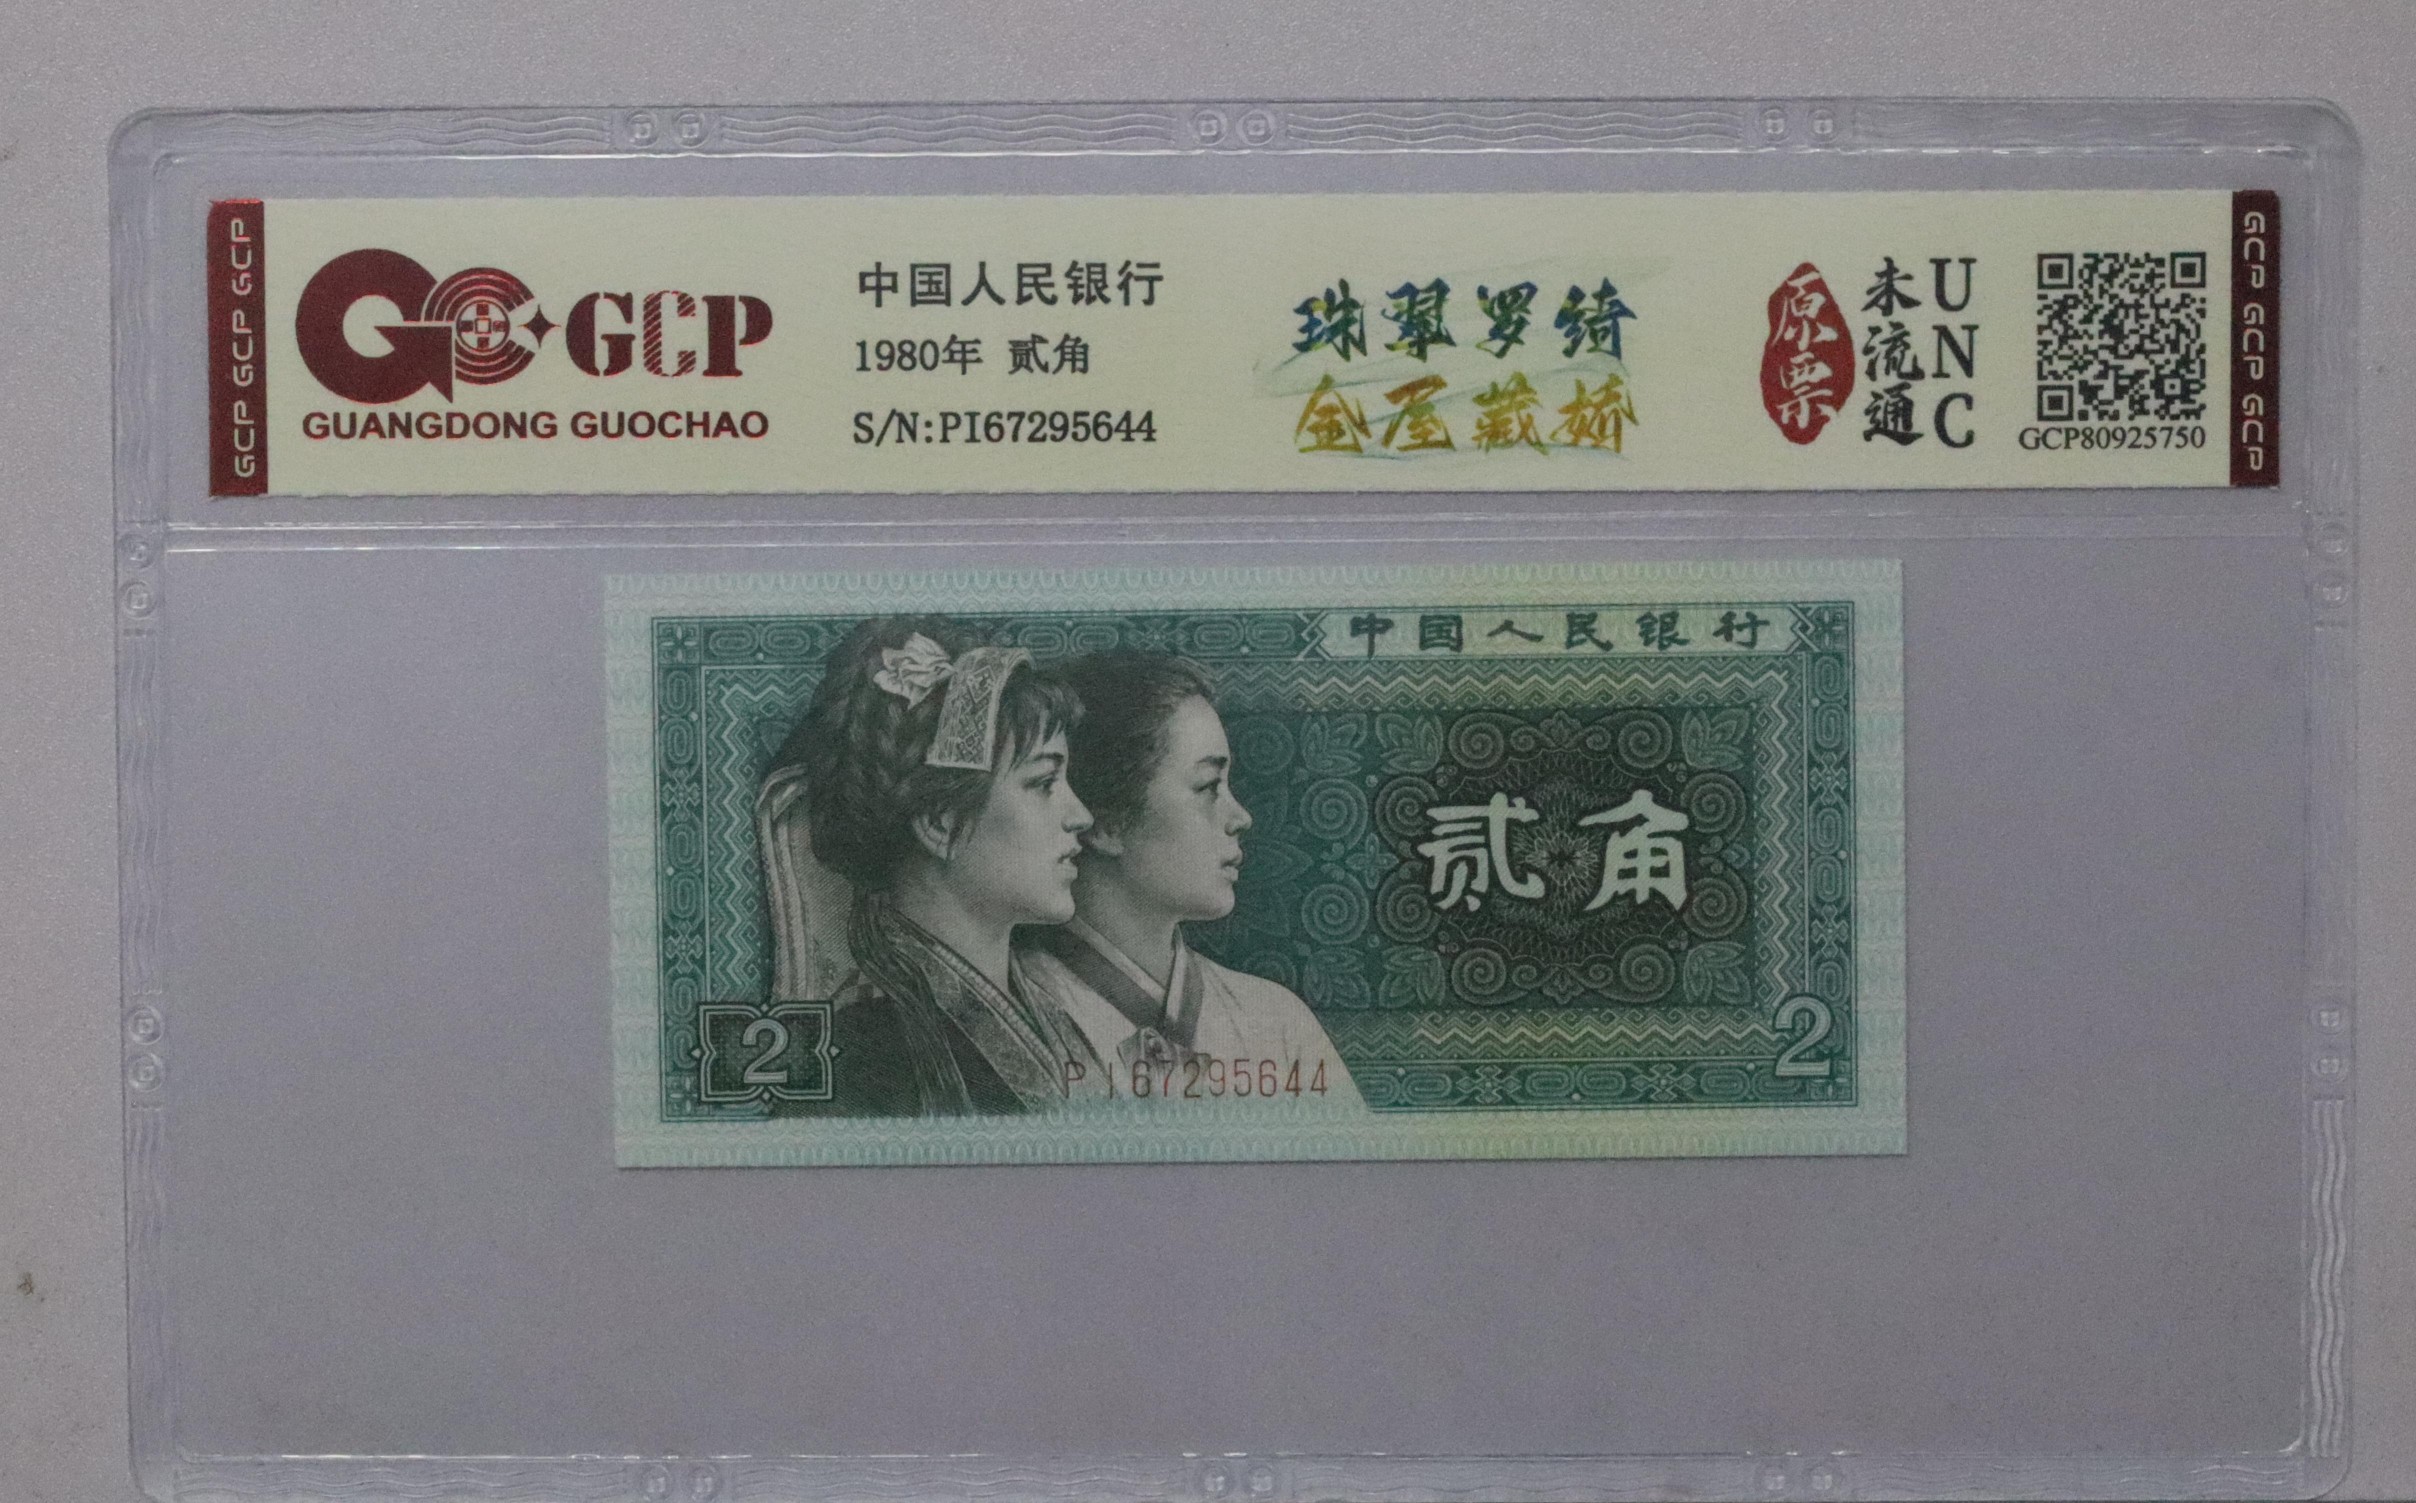 GCP GCP GCP
GCP
GUANGDONG GUOCHAO
中国人民银行
1980年 贰角
S/N:PI67295644
珠翠罗绮
金屋藏娇
原票
未流通
UNC
GCP80925750
GCP GCP GCP
中国人民银行
贰角
2
PI67295644
2